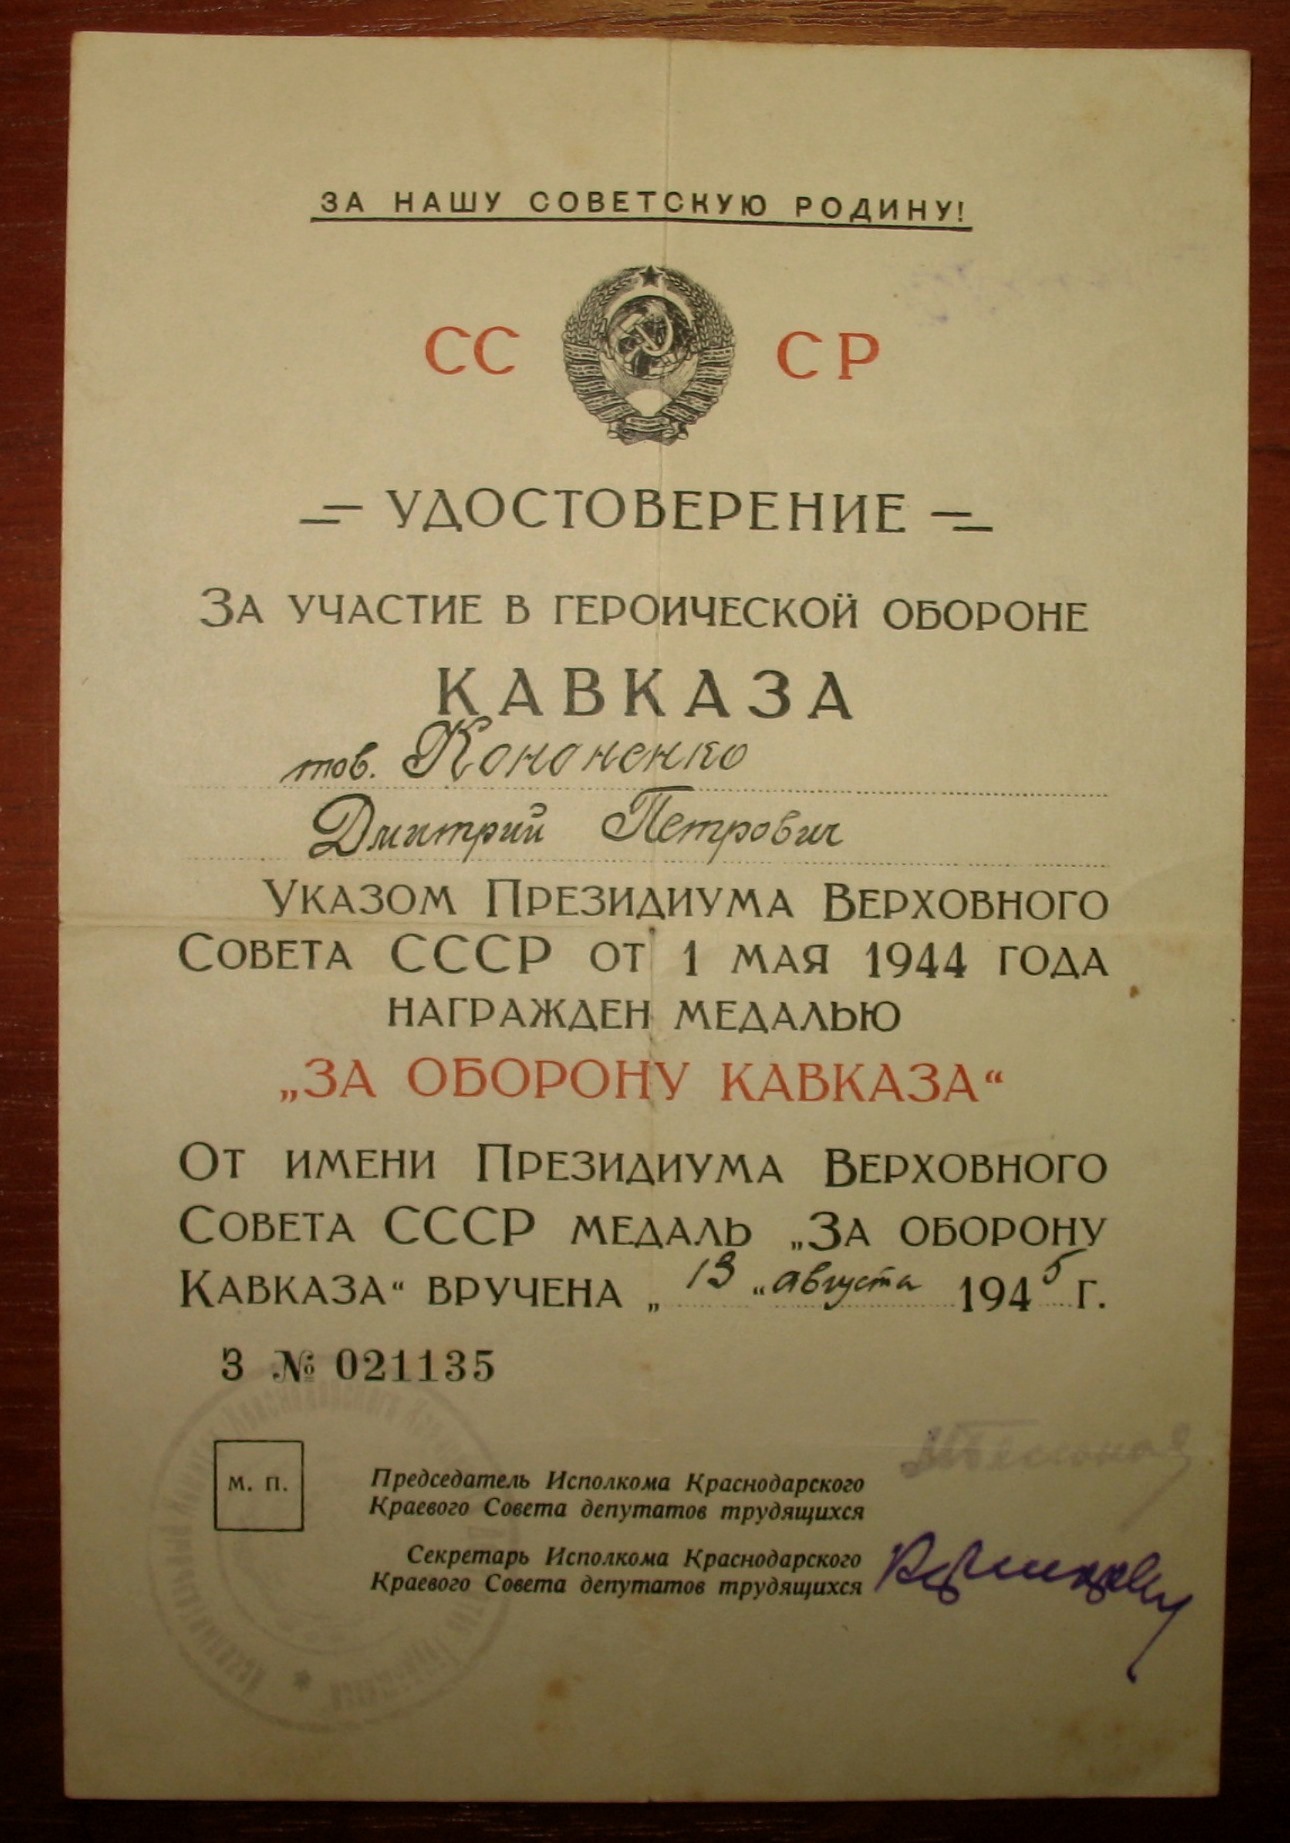 ЗА НАШУ СОВЕТСКУЮ РОДИНУ!
СС СР
УДОСТОВЕРЕНИЕ
ЗА УЧАСТИЕ В ГЕРОИЧЕСКОЙ ОБОРОНЕ
КАВКАЗА
тов. Кононенко
Дмитрий Петрович
УКАЗОМ ПРЕЗИДИУМА ВЕРХОВНОГО
СОВЕТА СССР ОТ 1 МАЯ 1944 ГОДА
НАГРАЖДЕН МЕДАЛЬЮ
„ЗА ОБОРОНУ КАВКАЗА“
ОТ ИМЕНИ ПРЕЗИДИУМА ВЕРХОВНОГО
СОВЕТА СССР МЕДАЛЬ „ЗА ОБОРОНУ
КАВКАЗА“ ВРУЧЕНА „13“ августа 1945 Г.
З № 021135
М. П.
Председатель Исполкома Краснодарского
Краевого Совета депутатов трудящихся
Секретарь Исполкома Краснодарского
Краевого Совета депутатов трудящихся